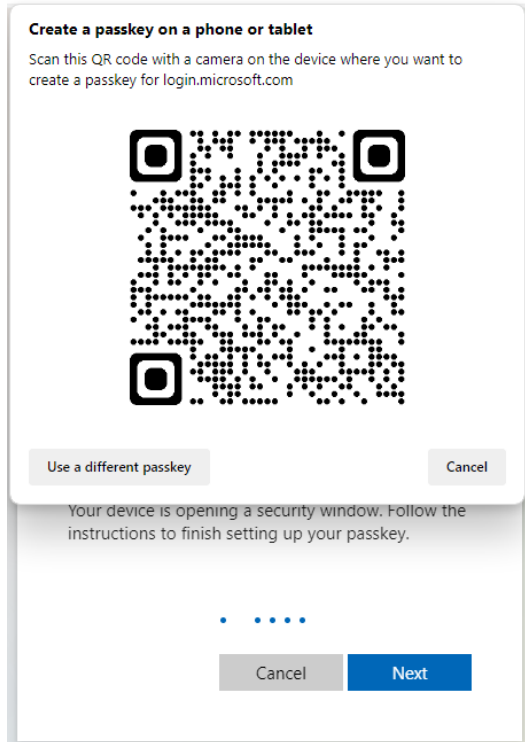 Create a passkey on a phone or tablet
Scan this QR code with a camera on the device where you want to
create a passkey for login.microsoft.com
Use a different passkey
Cancel
Your device is opening a security window. Follow the
instructions to finish setting up your passkey.
Cancel
Next